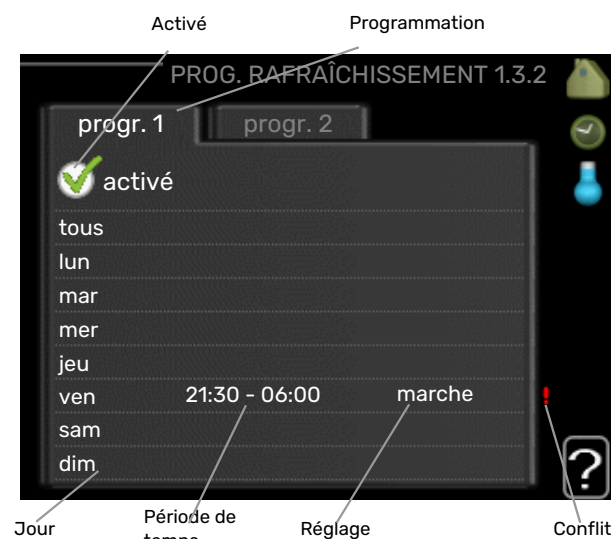 Activé
Programmation
PROG. RAFRAÎCHISSEMENT 1.3.2
progr. 1
progr. 2
activé
tous
lun
mar
mer
jeu
ven 21:30 - 06:00 marche !
sam
dim
?
Jour
Période de
temps
Réglage
Conflit